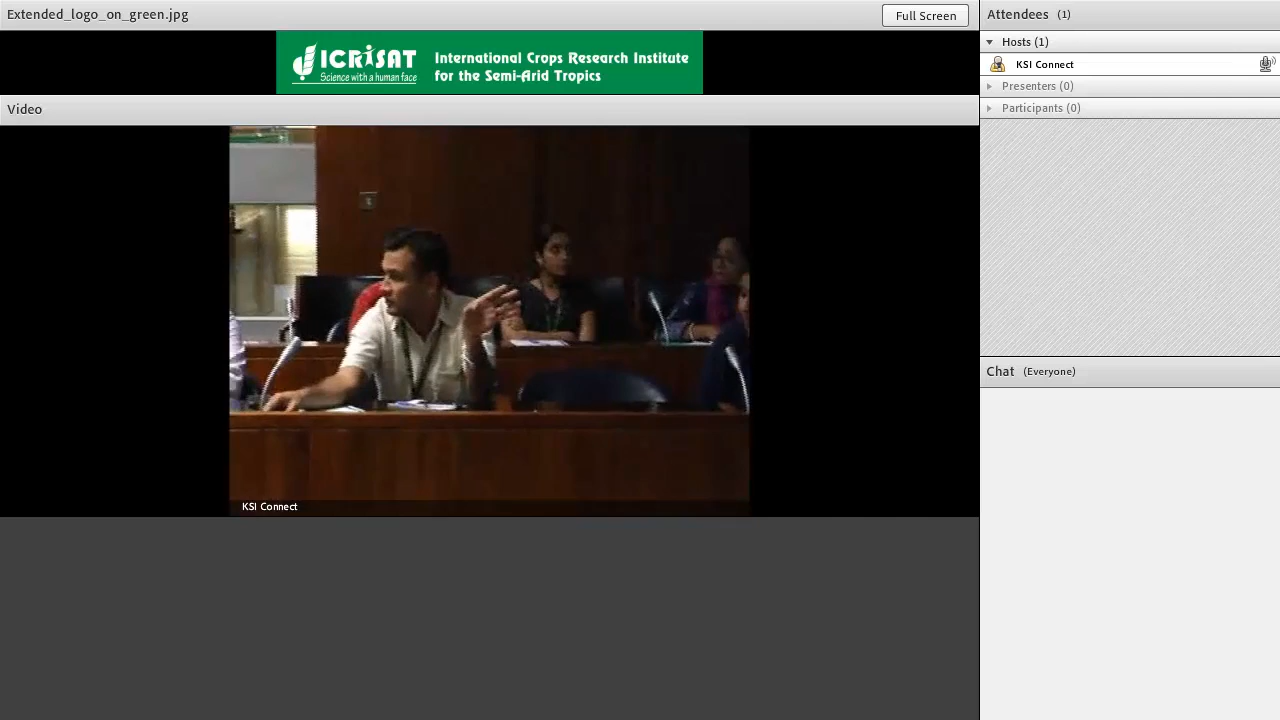 Extended_logo_on_green.jpg
Full Screen
ICRISAT
Science with a human face
International Crops Research Institute
for the Semi-Arid Tropics
Video
KSI Connect
Attendees (1)
Hosts (1)
KSI Connect
Presenters (0)
Participants (0)
Chat (Everyone)